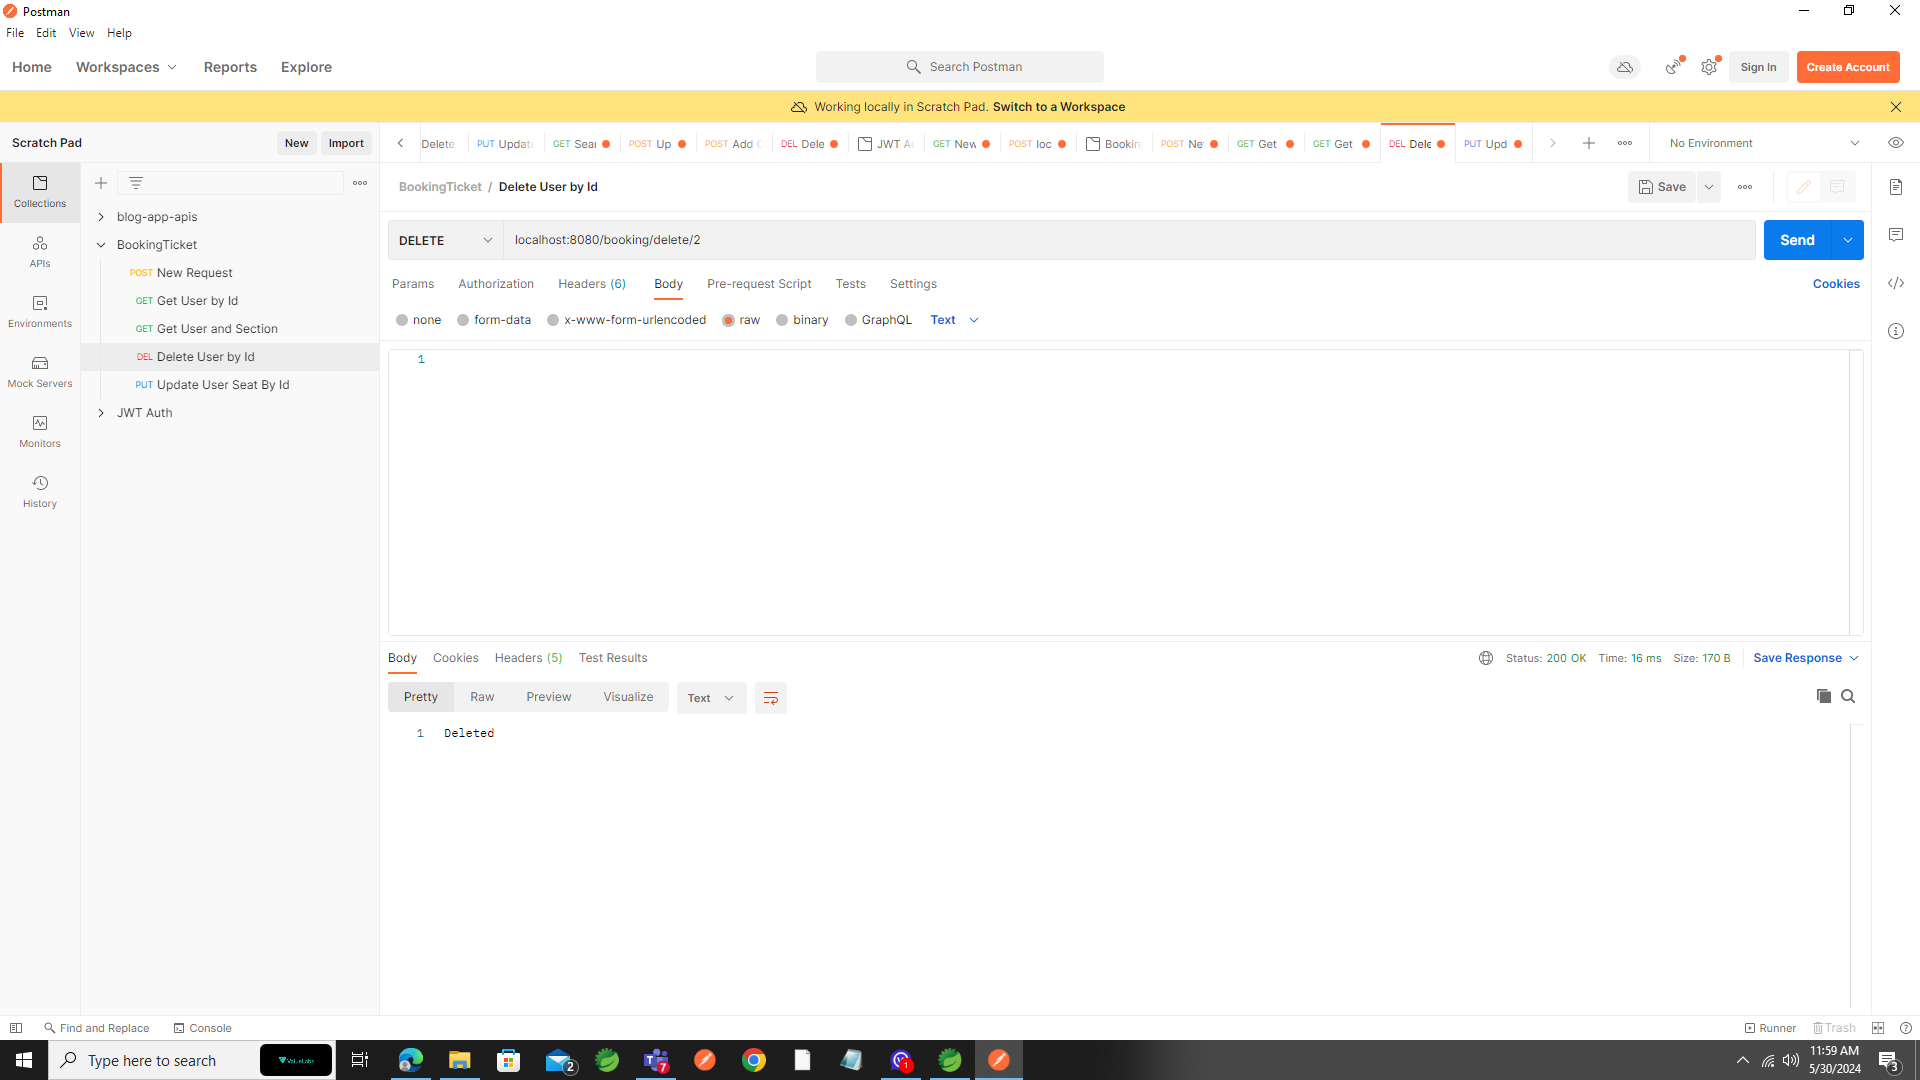 Postman
File Edit View Help
Home Workspaces Reports Explore
Search Postman
Sign In Create Account
Working locally in Scratch Pad. Switch to a Workspace
Scratch Pad New Import
Delete PUT Update GET Sear POST Up POST Add C DEL Dele JWT A GET New POST loc Bookin POST Ne GET Get GET Get DEL Dele PUT Upd No Environment
Collections
APIs
Environments
Mock Servers
Monitors
History
blog-app-apis
BookingTicket
POST New Request
GET Get User by Id
GET Get User and Section
DEL Delete User by Id
PUT Update User Seat By Id
JWT Auth
BookingTicket / Delete User by Id Save
DELETE localhost:8080/booking/delete/2 Send
Params Authorization Headers (6) Body Pre-request Script Tests Settings Cookies
none form-data x-www-form-urlencoded raw binary GraphQL Text
1
Body Cookies Headers (5) Test Results Status: 200 OK Time: 16 ms Size: 170 B Save Response
Pretty Raw Preview Visualize Text
1 Deleted
Find and Replace Console Runner Trash
Type here to search ValueLabs 2 7 1 11:59 AM
5/30/2024 3